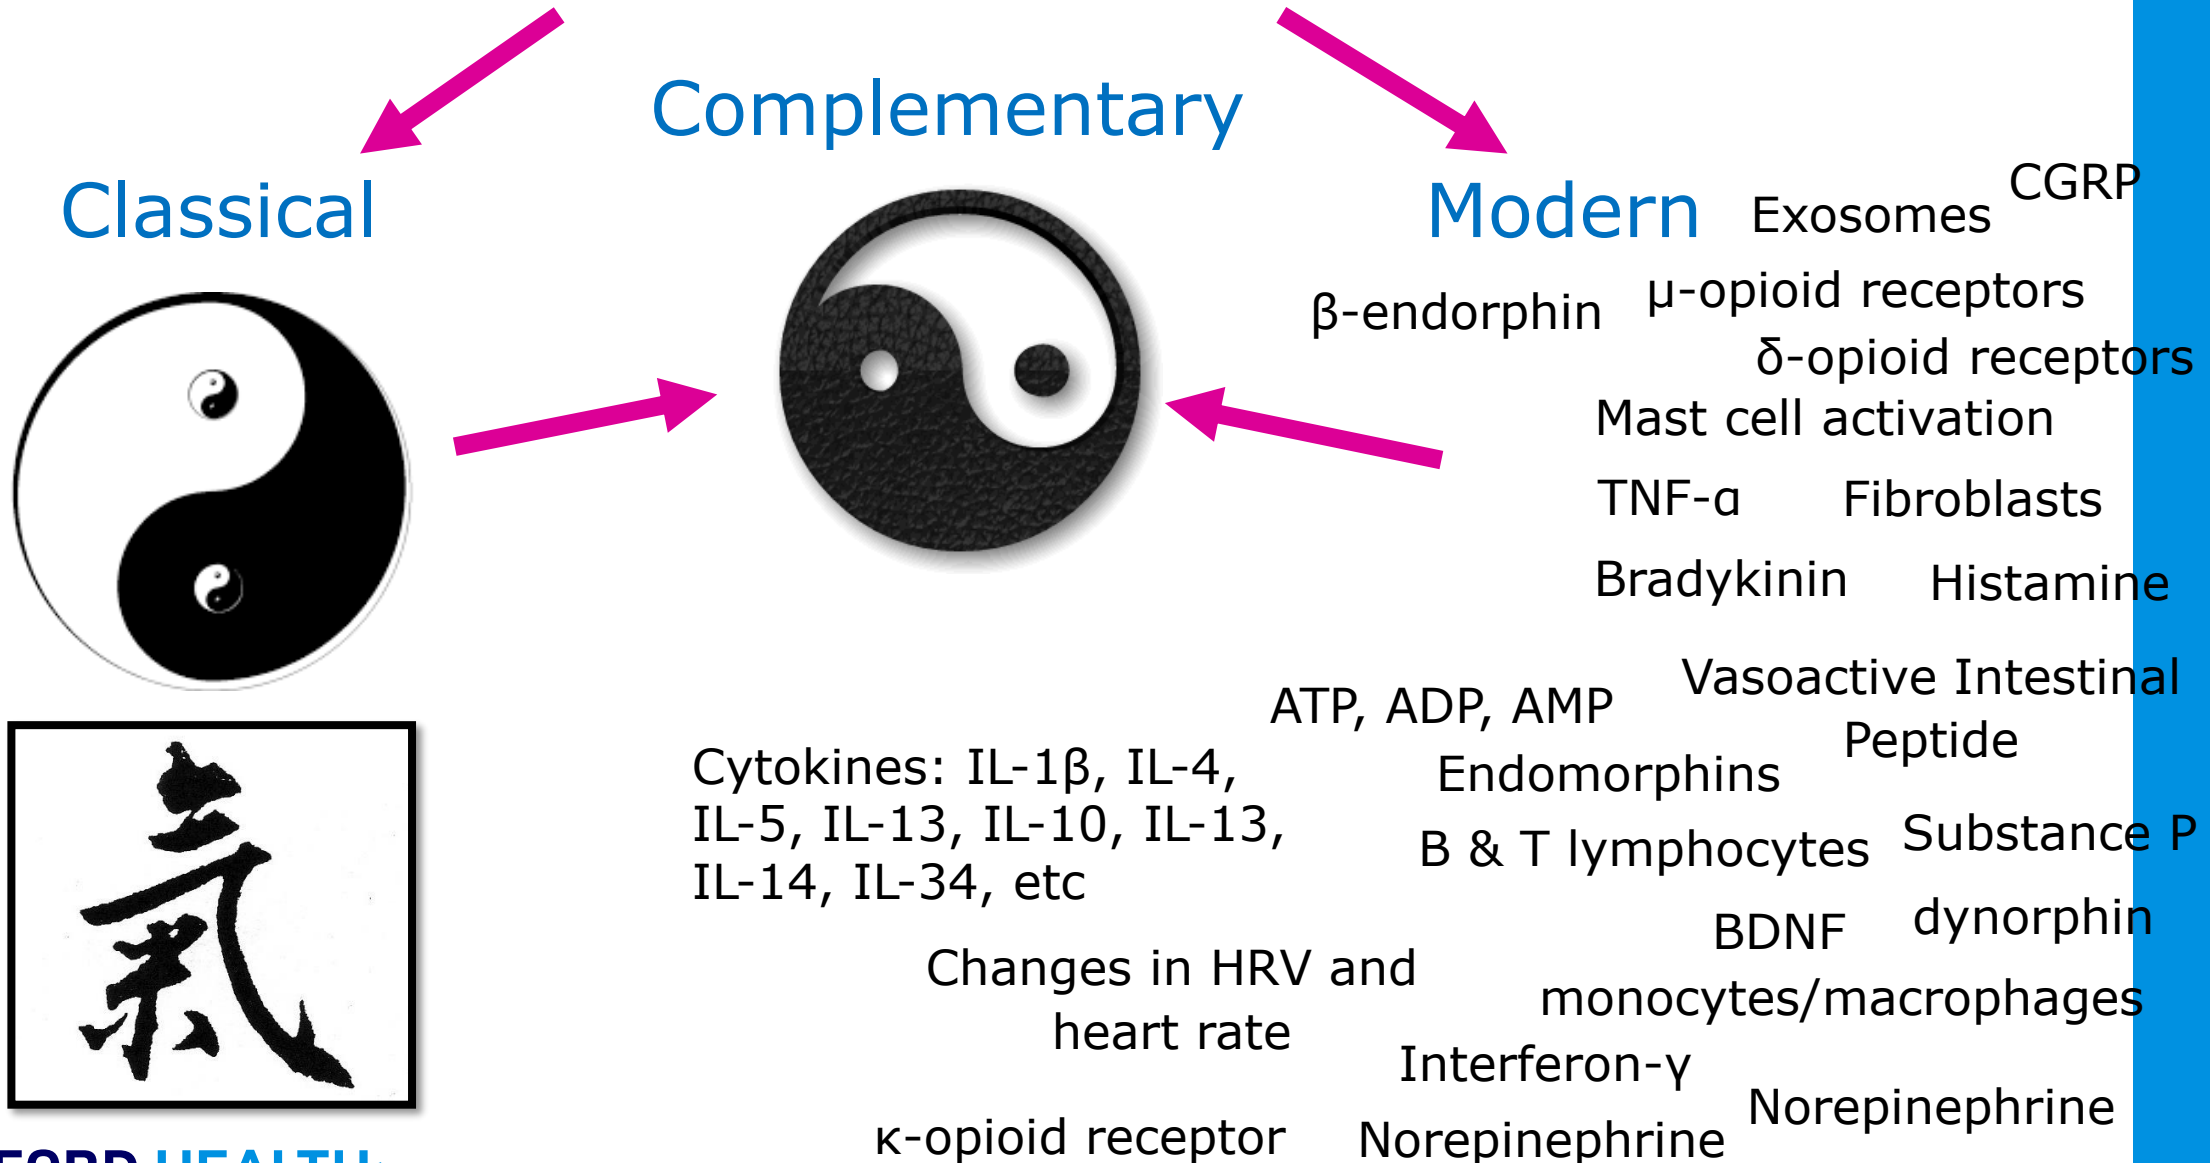 Complementary
Classical
Modern
Exosomes
CGRP
β-endorphin
μ-opioid receptors
δ-opioid receptors
Mast cell activation
TNF-α
Fibroblasts
Bradykinin
Histamine
Vasoactive Intestinal
Peptide
ATP, ADP, AMP
Cytokines: IL-1β, IL-4,
IL-5, IL-13, IL-10, IL-13,
IL-14, IL-34, etc
Endomorphins
B & T lymphocytes
Substance P
BDNF
dynorphin
Changes in HRV and
heart rate
monocytes/macrophages
Interferon-γ
Norepinephrine
κ-opioid receptor
Norepinephrine
氣
FORD HEALTH